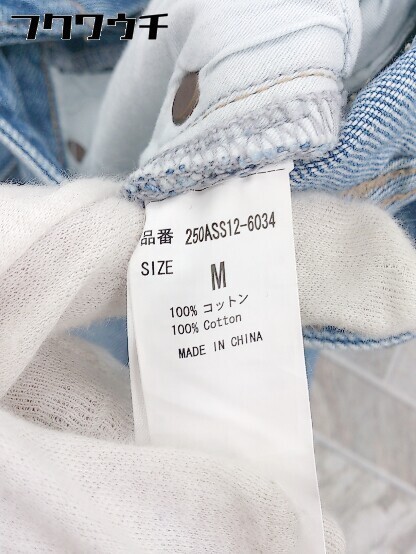 フクワウチ
品番 250ASS12-6034
SIZE M
100% コットン
100% Cotton
MADE IN CHINA